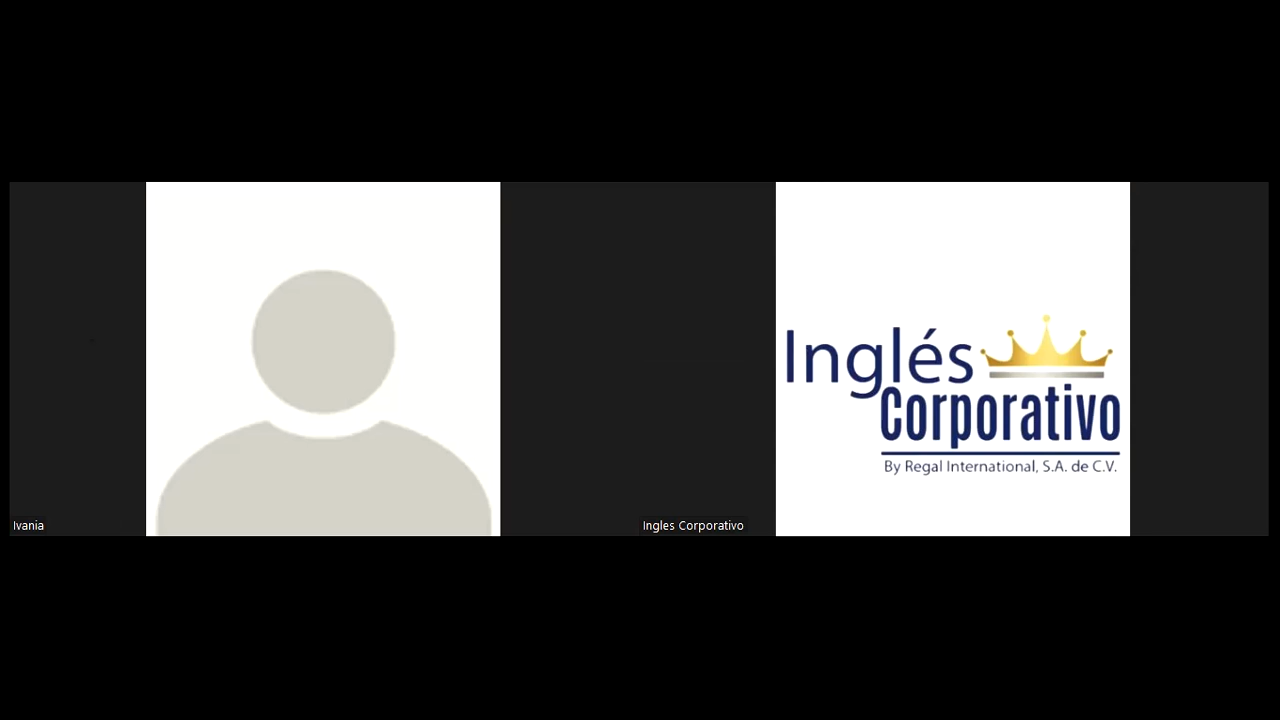 Inglés
Corporativo
By Regal International, S.A. de C.V.
Ivania
Ingles Corporativo